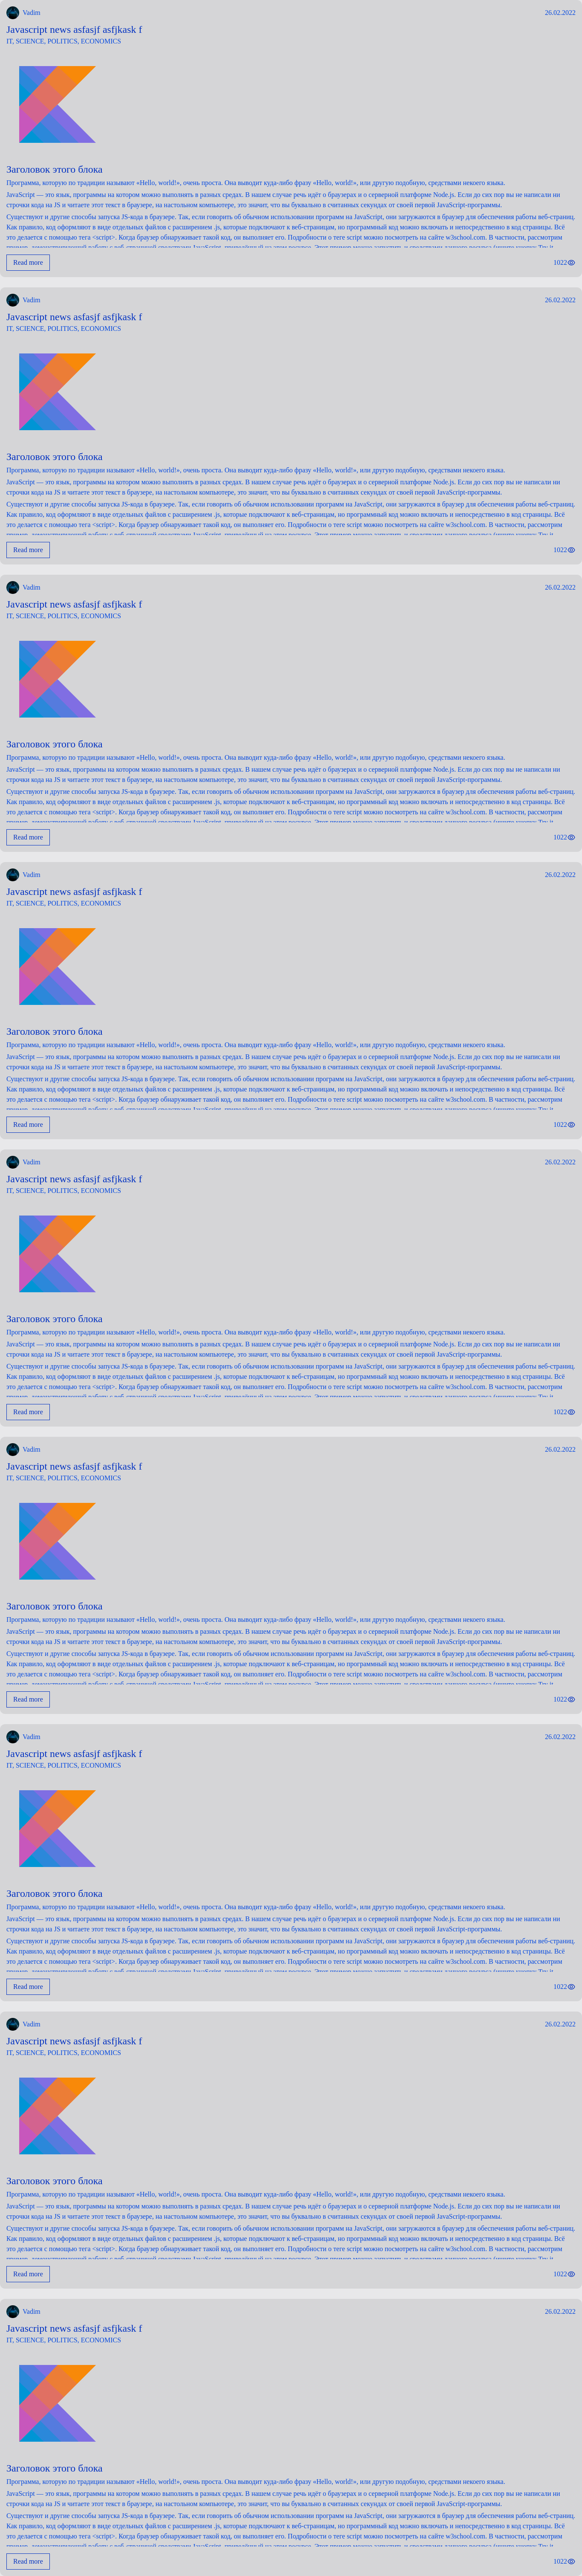 Vadim 26.02.2022
Javascript news asfasjf asfjkask f
IT, SCIENCE, POLITICS, ECONOMICS
Заголовок этого блока
Программа, которую по традиции называют «Hello, world!», очень проста. Она выводит куда-либо фразу «Hello, world!», или другую подобную, средствами некоего языка.
JavaScript — это язык, программы на котором можно выполнять в разных средах. В нашем случае речь идёт о браузерах и о серверной платформе Node.js. Если до сих пор вы не написали ни
строчки кода на JS и читаете этот текст в браузере, на настольном компьютере, это значит, что вы буквально в считанных секундах от своей первой JavaScript-программы.
Существуют и другие способы запуска JS-кода в браузере. Так, если говорить об обычном использовании программ на JavaScript, они загружаются в браузер для обеспечения работы веб-страниц.
Как правило, код оформляют в виде отдельных файлов с расширением .js, которые подключают к веб-страницам, но программный код можно включать и непосредственно в код страницы. Всё
это делается с помощью тега <script>. Когда браузер обнаруживает такой код, он выполняет его. Подробности о теге script можно посмотреть на сайте w3school.com. В частности, рассмотрим
Read more 1022
Vadim 26.02.2022
Javascript news asfasjf asfjkask f
IT, SCIENCE, POLITICS, ECONOMICS
Заголовок этого блока
Программа, которую по традиции называют «Hello, world!», очень проста. Она выводит куда-либо фразу «Hello, world!», или другую подобную, средствами некоего языка.
JavaScript — это язык, программы на котором можно выполнять в разных средах. В нашем случае речь идёт о браузерах и о серверной платформе Node.js. Если до сих пор вы не написали ни
строчки кода на JS и читаете этот текст в браузере, на настольном компьютере, это значит, что вы буквально в считанных секундах от своей первой JavaScript-программы.
Существуют и другие способы запуска JS-кода в браузере. Так, если говорить об обычном использовании программ на JavaScript, они загружаются в браузер для обеспечения работы веб-страниц.
Как правило, код оформляют в виде отдельных файлов с расширением .js, которые подключают к веб-страницам, но программный код можно включать и непосредственно в код страницы. Всё
это делается с помощью тега <script>. Когда браузер обнаруживает такой код, он выполняет его. Подробности о теге script можно посмотреть на сайте w3school.com. В частности, рассмотрим
Read more 1022
Vadim 26.02.2022
Javascript news asfasjf asfjkask f
IT, SCIENCE, POLITICS, ECONOMICS
Заголовок этого блока
Программа, которую по традиции называют «Hello, world!», очень проста. Она выводит куда-либо фразу «Hello, world!», или другую подобную, средствами некоего языка.
JavaScript — это язык, программы на котором можно выполнять в разных средах. В нашем случае речь идёт о браузерах и о серверной платформе Node.js. Если до сих пор вы не написали ни
строчки кода на JS и читаете этот текст в браузере, на настольном компьютере, это значит, что вы буквально в считанных секундах от своей первой JavaScript-программы.
Существуют и другие способы запуска JS-кода в браузере. Так, если говорить об обычном использовании программ на JavaScript, они загружаются в браузер для обеспечения работы веб-страниц.
Как правило, код оформляют в виде отдельных файлов с расширением .js, которые подключают к веб-страницам, но программный код можно включать и непосредственно в код страницы. Всё
это делается с помощью тега <script>. Когда браузер обнаруживает такой код, он выполняет его. Подробности о теге script можно посмотреть на сайте w3school.com. В частности, рассмотрим
Read more 1022
Vadim 26.02.2022
Javascript news asfasjf asfjkask f
IT, SCIENCE, POLITICS, ECONOMICS
Заголовок этого блока
Программа, которую по традиции называют «Hello, world!», очень проста. Она выводит куда-либо фразу «Hello, world!», или другую подобную, средствами некоего языка.
JavaScript — это язык, программы на котором можно выполнять в разных средах. В нашем случае речь идёт о браузерах и о серверной платформе Node.js. Если до сих пор вы не написали ни
строчки кода на JS и читаете этот текст в браузере, на настольном компьютере, это значит, что вы буквально в считанных секундах от своей первой JavaScript-программы.
Существуют и другие способы запуска JS-кода в браузере. Так, если говорить об обычном использовании программ на JavaScript, они загружаются в браузер для обеспечения работы веб-страниц.
Как правило, код оформляют в виде отдельных файлов с расширением .js, которые подключают к веб-страницам, но программный код можно включать и непосредственно в код страницы. Всё
это делается с помощью тега <script>. Когда браузер обнаруживает такой код, он выполняет его. Подробности о теге script можно посмотреть на сайте w3school.com. В частности, рассмотрим
Read more 1022
Vadim 26.02.2022
Javascript news asfasjf asfjkask f
IT, SCIENCE, POLITICS, ECONOMICS
Заголовок этого блока
Программа, которую по традиции называют «Hello, world!», очень проста. Она выводит куда-либо фразу «Hello, world!», или другую подобную, средствами некоего языка.
JavaScript — это язык, программы на котором можно выполнять в разных средах. В нашем случае речь идёт о браузерах и о серверной платформе Node.js. Если до сих пор вы не написали ни
строчки кода на JS и читаете этот текст в браузере, на настольном компьютере, это значит, что вы буквально в считанных секундах от своей первой JavaScript-программы.
Существуют и другие способы запуска JS-кода в браузере. Так, если говорить об обычном использовании программ на JavaScript, они загружаются в браузер для обеспечения работы веб-страниц.
Как правило, код оформляют в виде отдельных файлов с расширением .js, которые подключают к веб-страницам, но программный код можно включать и непосредственно в код страницы. Всё
это делается с помощью тега <script>. Когда браузер обнаруживает такой код, он выполняет его. Подробности о теге script можно посмотреть на сайте w3school.com. В частности, рассмотрим
Read more 1022
Vadim 26.02.2022
Javascript news asfasjf asfjkask f
IT, SCIENCE, POLITICS, ECONOMICS
Заголовок этого блока
Программа, которую по традиции называют «Hello, world!», очень проста. Она выводит куда-либо фразу «Hello, world!», или другую подобную, средствами некоего языка.
JavaScript — это язык, программы на котором можно выполнять в разных средах. В нашем случае речь идёт о браузерах и о серверной платформе Node.js. Если до сих пор вы не написали ни
строчки кода на JS и читаете этот текст в браузере, на настольном компьютере, это значит, что вы буквально в считанных секундах от своей первой JavaScript-программы.
Существуют и другие способы запуска JS-кода в браузере. Так, если говорить об обычном использовании программ на JavaScript, они загружаются в браузер для обеспечения работы веб-страниц.
Как правило, код оформляют в виде отдельных файлов с расширением .js, которые подключают к веб-страницам, но программный код можно включать и непосредственно в код страницы. Всё
это делается с помощью тега <script>. Когда браузер обнаруживает такой код, он выполняет его. Подробности о теге script можно посмотреть на сайте w3school.com. В частности, рассмотрим
Read more 1022
Vadim 26.02.2022
Javascript news asfasjf asfjkask f
IT, SCIENCE, POLITICS, ECONOMICS
Заголовок этого блока
Программа, которую по традиции называют «Hello, world!», очень проста. Она выводит куда-либо фразу «Hello, world!», или другую подобную, средствами некоего языка.
JavaScript — это язык, программы на котором можно выполнять в разных средах. В нашем случае речь идёт о браузерах и о серверной платформе Node.js. Если до сих пор вы не написали ни
строчки кода на JS и читаете этот текст в браузере, на настольном компьютере, это значит, что вы буквально в считанных секундах от своей первой JavaScript-программы.
Существуют и другие способы запуска JS-кода в браузере. Так, если говорить об обычном использовании программ на JavaScript, они загружаются в браузер для обеспечения работы веб-страниц.
Как правило, код оформляют в виде отдельных файлов с расширением .js, которые подключают к веб-страницам, но программный код можно включать и непосредственно в код страницы. Всё
это делается с помощью тега <script>. Когда браузер обнаруживает такой код, он выполняет его. Подробности о теге script можно посмотреть на сайте w3school.com. В частности, рассмотрим
Read more 1022
Vadim 26.02.2022
Javascript news asfasjf asfjkask f
IT, SCIENCE, POLITICS, ECONOMICS
Заголовок этого блока
Программа, которую по традиции называют «Hello, world!», очень проста. Она выводит куда-либо фразу «Hello, world!», или другую подобную, средствами некоего языка.
JavaScript — это язык, программы на котором можно выполнять в разных средах. В нашем случае речь идёт о браузерах и о серверной платформе Node.js. Если до сих пор вы не написали ни
строчки кода на JS и читаете этот текст в браузере, на настольном компьютере, это значит, что вы буквально в считанных секундах от своей первой JavaScript-программы.
Существуют и другие способы запуска JS-кода в браузере. Так, если говорить об обычном использовании программ на JavaScript, они загружаются в браузер для обеспечения работы веб-страниц.
Как правило, код оформляют в виде отдельных файлов с расширением .js, которые подключают к веб-страницам, но программный код можно включать и непосредственно в код страницы. Всё
это делается с помощью тега <script>. Когда браузер обнаруживает такой код, он выполняет его. Подробности о теге script можно посмотреть на сайте w3school.com. В частности, рассмотрим
Read more 1022
Vadim 26.02.2022
Javascript news asfasjf asfjkask f
IT, SCIENCE, POLITICS, ECONOMICS
Заголовок этого блока
Программа, которую по традиции называют «Hello, world!», очень проста. Она выводит куда-либо фразу «Hello, world!», или другую подобную, средствами некоего языка.
JavaScript — это язык, программы на котором можно выполнять в разных средах. В нашем случае речь идёт о браузерах и о серверной платформе Node.js. Если до сих пор вы не написали ни
строчки кода на JS и читаете этот текст в браузере, на настольном компьютере, это значит, что вы буквально в считанных секундах от своей первой JavaScript-программы.
Существуют и другие способы запуска JS-кода в браузере. Так, если говорить об обычном использовании программ на JavaScript, они загружаются в браузер для обеспечения работы веб-страниц.
Как правило, код оформляют в виде отдельных файлов с расширением .js, которые подключают к веб-страницам, но программный код можно включать и непосредственно в код страницы. Всё
это делается с помощью тега <script>. Когда браузер обнаруживает такой код, он выполняет его. Подробности о теге script можно посмотреть на сайте w3school.com. В частности, рассмотрим
Read more 1022